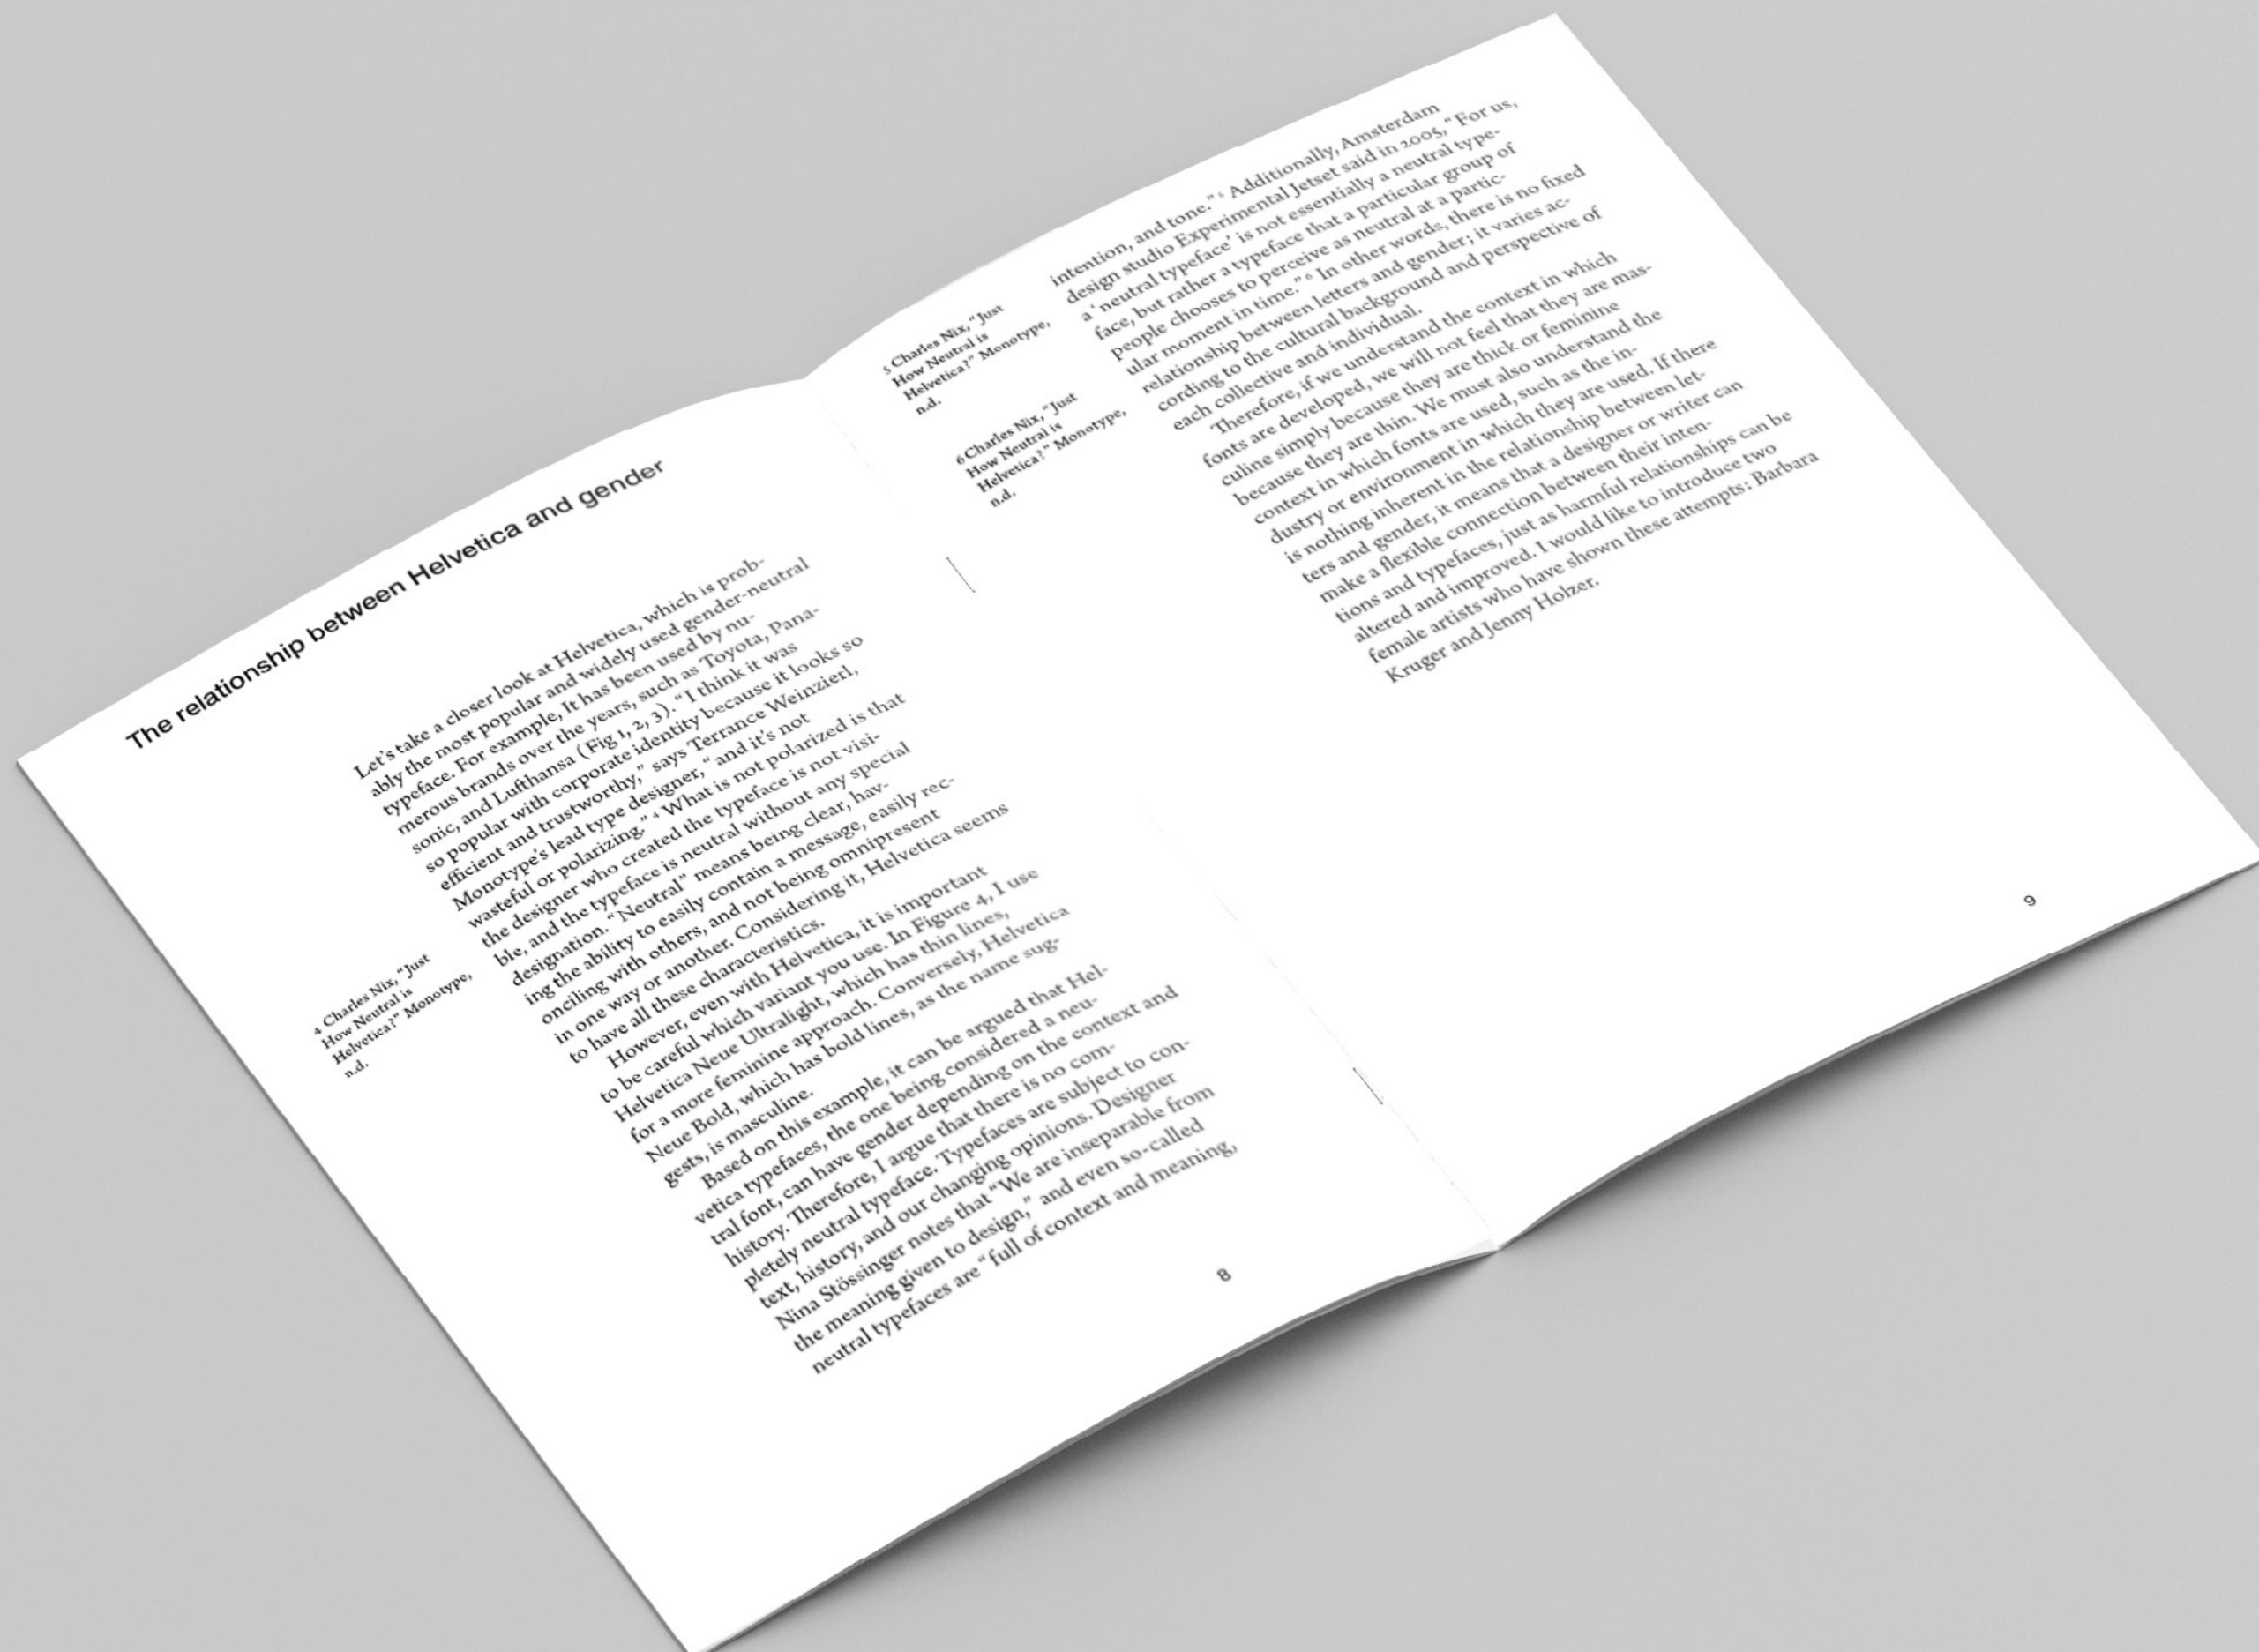 The relationship between Helvetica and gender
Let's take a closer look at Helvetica, which is prob-
ably the most popular and widely used gender-neutral
typeface. For example, It has been used by nu-
merous brands over the years, such as Toyota, Pana-
sonic, and Lufthansa (Fig 1, 2, 3). “I think it was
so popular with corporate identity because it looks so
efficient and trustworthy,” says Terrance Weinzierl,
Monotype's lead type designer, “and it's not
wasteful or polarizing.” 4 What is not polarized is that
the designer who created the typeface is not visi-
ble, and the typeface is neutral without any special
designation. “Neutral” means being clear, hav-
ing the ability to easily contain a message, easily rec-
onciling with others, and not being omnipresent
in one way or another. Considering it, Helvetica seems
to have all these characteristics.
However, even with Helvetica, it is important
to be careful which variant you use. In Figure 4, I use
Helvetica Neue Ultralight, which has thin lines,
for a more feminine approach. Conversely, Helvetica
Neue Bold, which has bold lines, as the name sug-
gests, is masculine.
Based on this example, it can be argued that Hel-
vetica typefaces, the one being considered a neu-
tral font, can have gender depending on the context and
history. Therefore, I argue that there is no com-
pletely neutral typeface. Typefaces are subject to con-
text, history, and our changing opinions. Designer
Nina Stössinger notes that “We are inseparable from
the meaning given to design,” and even so-called
neutral typefaces are “full of context and meaning,
4 Charles Nix, “Just
How Neutral is
Helvetica?” Monotype,
n.d.
8
intention, and tone.” 5 Additionally, Amsterdam
design studio Experimental Jetset said in 2005, “For us,
a ‘neutral typeface’ is not essentially a neutral type-
face, but rather a typeface that a particular group of
people chooses to perceive as neutral at a partic-
ular moment in time.” 6 In other words, there is no fixed
relationship between letters and gender; it varies ac-
cording to the cultural background and perspective of
each collective and individual.
Therefore, if we understand the context in which
fonts are developed, we will not feel that they are mas-
culine simply because they are thick or feminine
because they are thin. We must also understand the
context in which fonts are used, such as the in-
dustry or environment in which they are used. If there
is nothing inherent in the relationship between let-
ters and gender, it means that a designer or writer can
make a flexible connection between their inten-
tions and typefaces, just as harmful relationships can be
altered and improved. I would like to introduce two
female artists who have shown these attempts: Barbara
Kruger and Jenny Holzer.
5 Charles Nix, “Just
How Neutral is
Helvetica?” Monotype,
n.d.
6 Charles Nix, “Just
How Neutral is
Helvetica?” Monotype,
n.d.
9